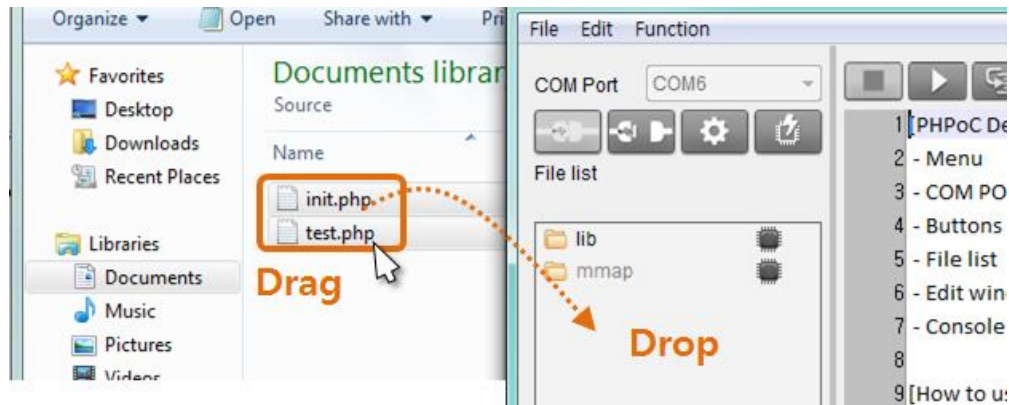 Organize
Open
Share with
Pri
Favorites
Desktop
Downloads
Recent Places
Libraries
Documents
Music
Pictures
Videos
Documents librar
Source
Name
init.php
test.php
Drag
File Edit Function
COM Port COM6
File list
lib
mmap
Drop
1 [PHPoC De
2 - Menu
3 - COM PO
4 - Buttons
5 - File list
6 - Edit win
7 - Console
8
9 [How to u